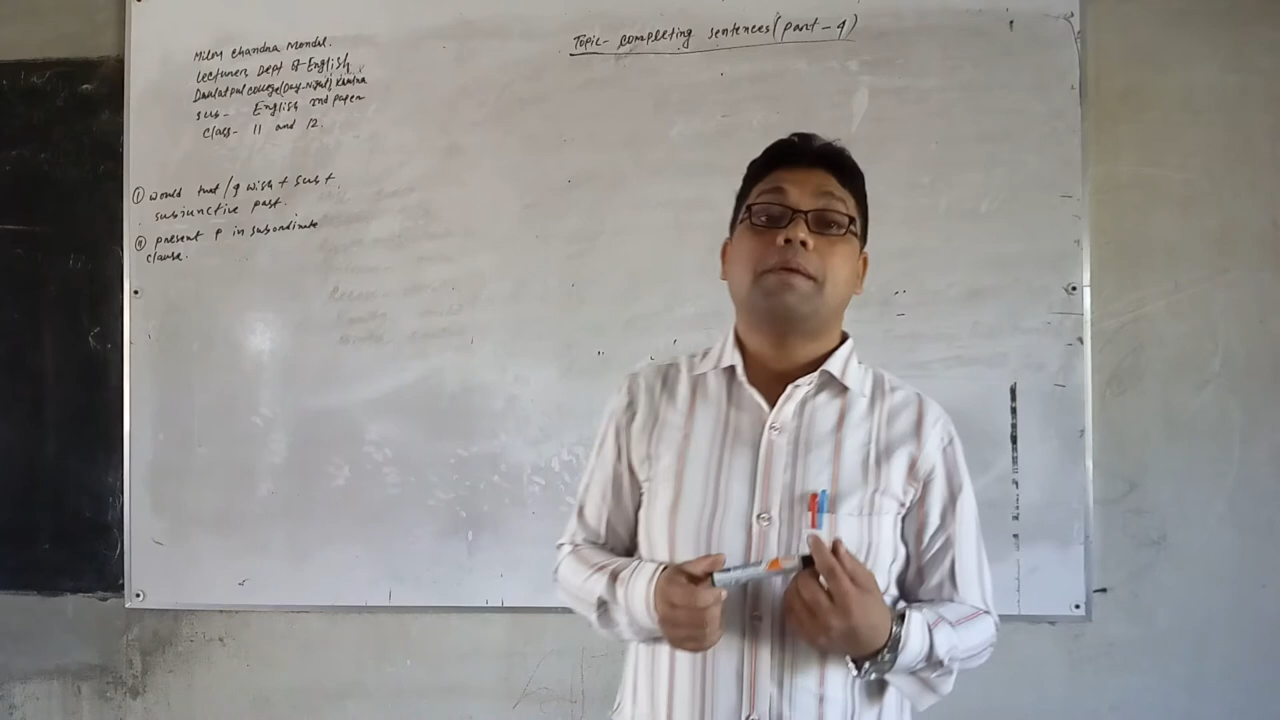 Milon Chandra Mondal.
Lecturer, Dept of English
Daulatpur College (Day-Night), Khulna
sub- English 2nd paper
class- 11 and 12.
Topic- completing sentences (part-4)
① would that / I wish + sub +
subjunctive past.
② present P in subordinate
clause.